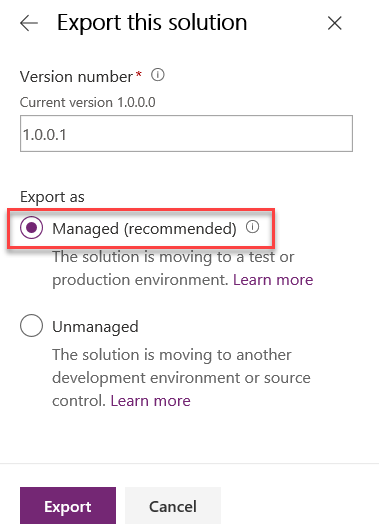 Export this solution
Version number*
Current version 1.0.0.0
1.0.0.1
Export as
Managed (recommended)
The solution is moving to a test or
production environment. Learn more
Unmanaged
The solution is moving to another
development environment or source
control. Learn more
Export Cancel